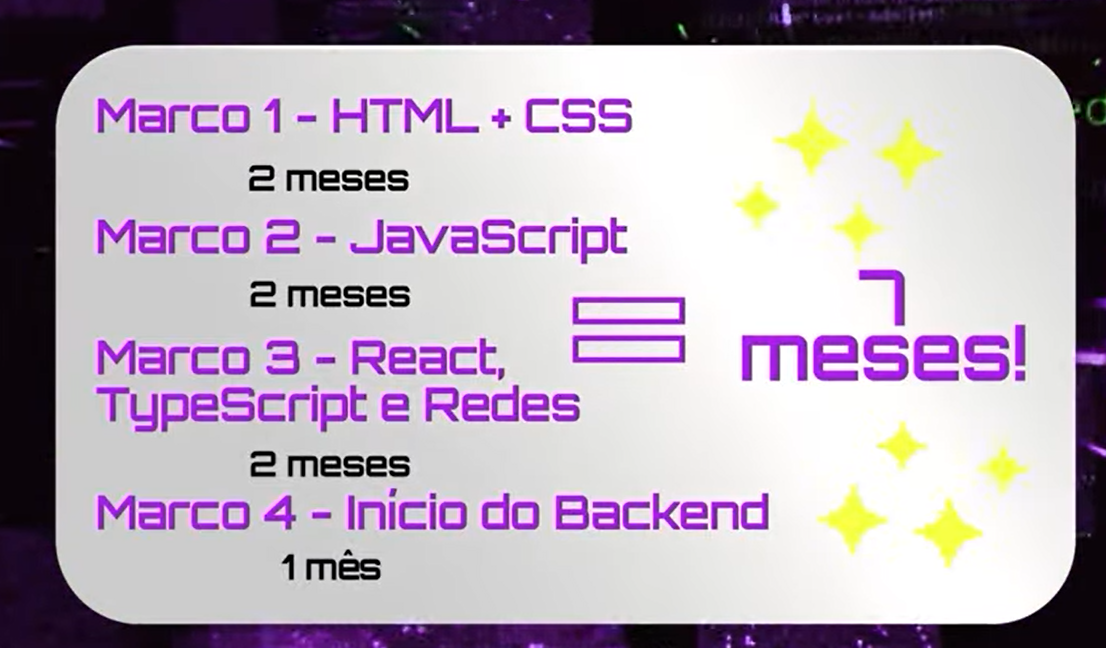 Marco 1 - HTML + CSS
2 meses
Marco 2 - JavaScript
2 meses
Marco 3 - React,
TypeScript e Redes
2 meses
Marco 4 - Início do Backend
1 mês
=
7
meses!